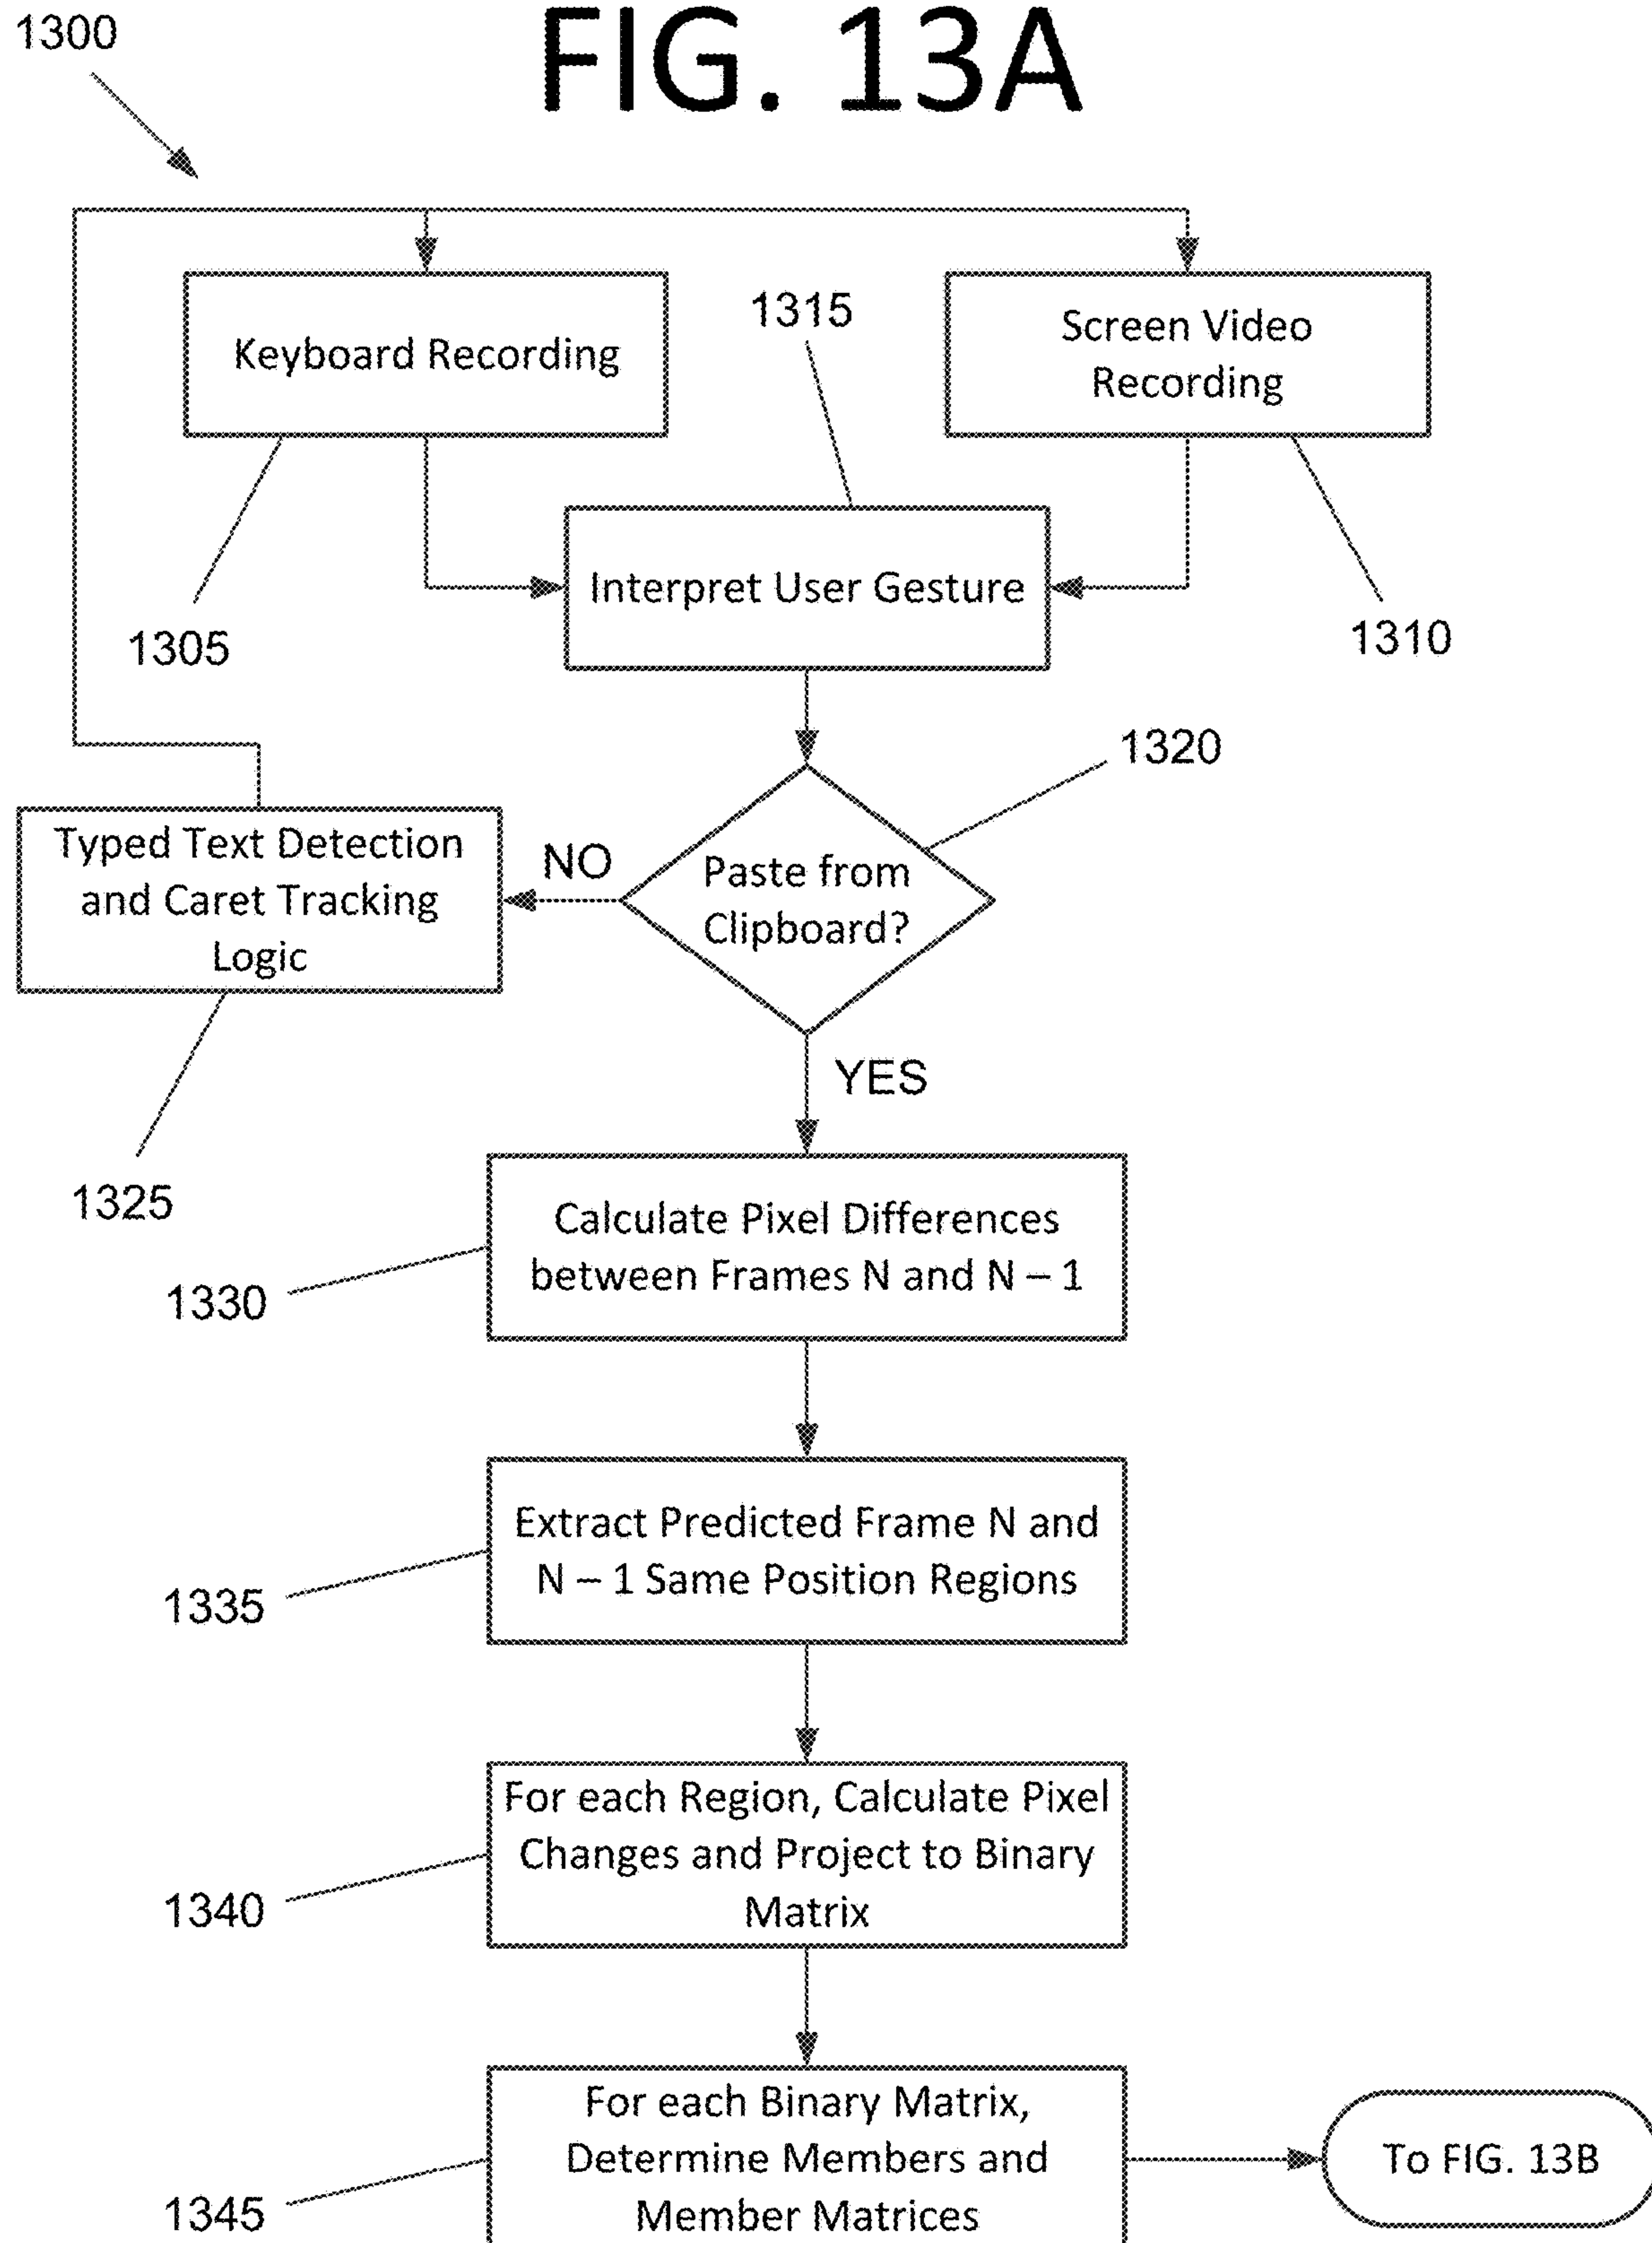 1300
FIG. 13A
Keyboard Recording
1315
Screen Video
Recording
Interpret User Gesture
1305
1310
1320
Typed Text Detection
and Caret Tracking
Logic
NO
Paste from
Clipboard?
YES
1325
Calculate Pixel Differences
between Frames N and N – 1
1330
Extract Predicted Frame N and
N – 1 Same Position Regions
1335
For each Region, Calculate Pixel
Changes and Project to Binary
Matrix
1340
For each Binary Matrix,
Determine Members and
Member Matrices
1345
To FIG. 13B